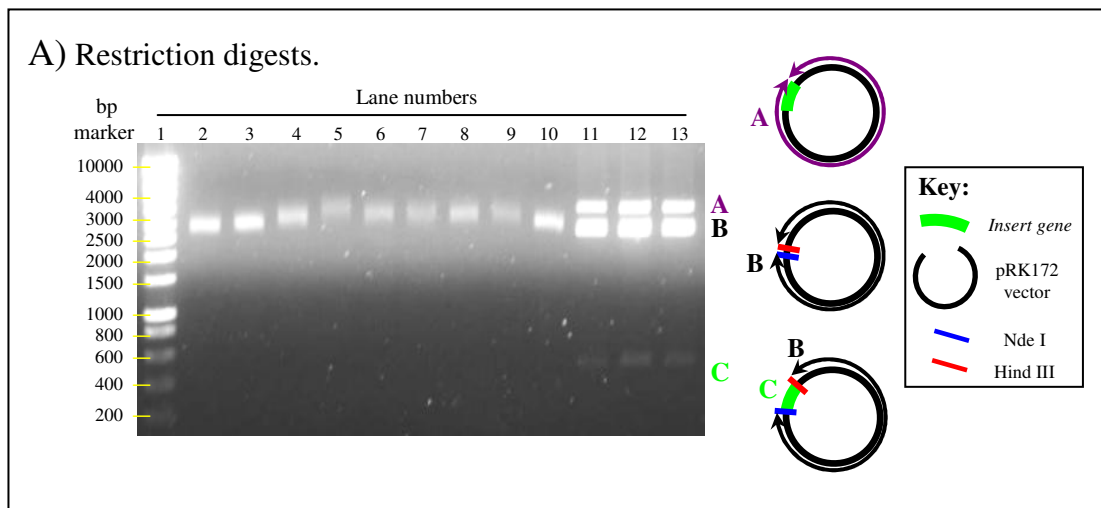 A) Restriction digests.
bp
marker
Lane numbers
1 2 3 4 5 6 7 8 9 10 11 12 13
10000
4000
3000
2500
2000
1500
1000
800
600
400
200
A
B
C
A
B
B
C
Key:
Insert gene
pRK172
vector
Nde I
Hind III